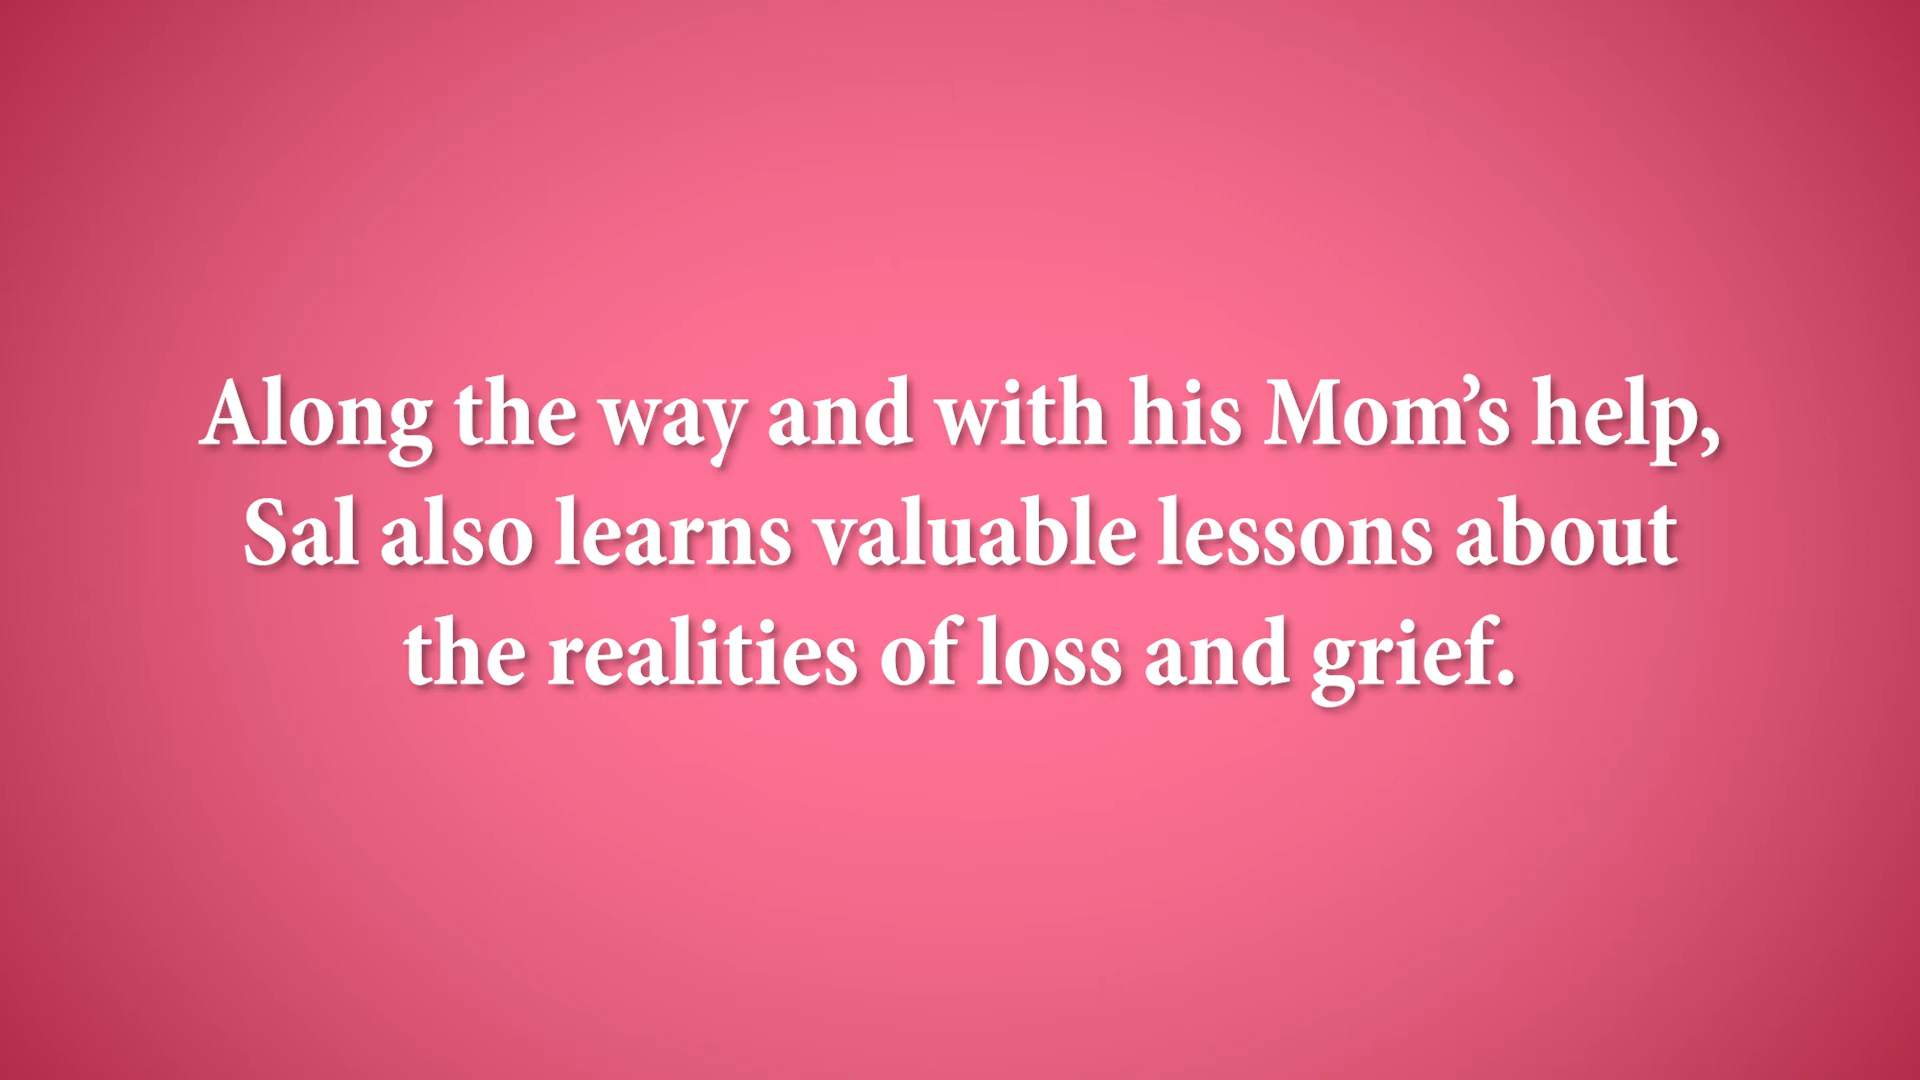 Along the way and with his Mom’s help,
Sal also learns valuable lessons about
the realities of loss and grief.